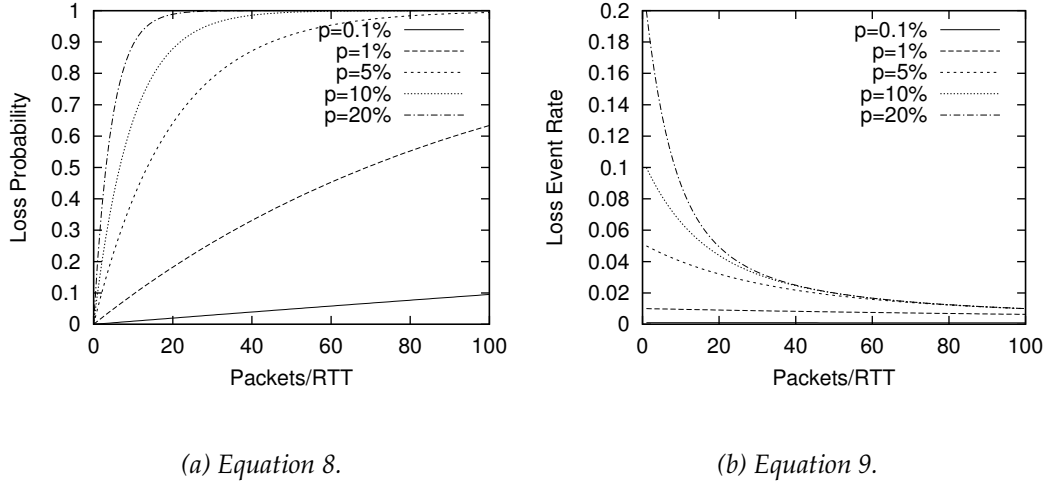 1
0.9
0.8
0.7
0.6
0.5
0.4
0.3
0.2
0.1
0
0 20 40 60 80 100
Loss Probability
Packets/RTT
p=0.1%
p=1%
p=5%
p=10%
p=20%
(a) Equation 8.
0.2
0.18
0.16
0.14
0.12
0.1
0.08
0.06
0.04
0.02
0
0 20 40 60 80 100
Loss Event Rate
Packets/RTT
p=0.1%
p=1%
p=5%
p=10%
p=20%
(b) Equation 9.